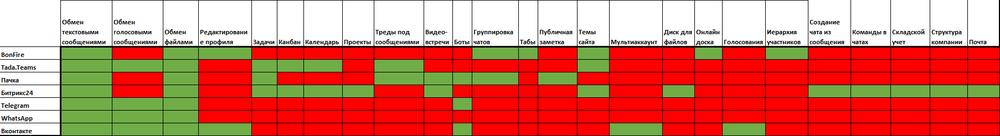 Обмен текстовыми сообщениями
Обмен голосовыми сообщениями
Обмен файлами
Редактирование профиля
Задачи
Канбан
Календарь
Проекты
Треды под сообщениями
Видео-встречи
Боты
Группировка чатов
Табы
Публичная заметка
Темы сайта
Мультиаккаунт
Диск для файлов
Онлайн доска
Голосования
Иерархия участников
Создание чата из сообщения
Команды в чатах
Складской учет
Структура компании
Почта
BonFire
Tada.Teams
Пачка
Битрикс24
Telegram
WhatsApp
Вконтакте